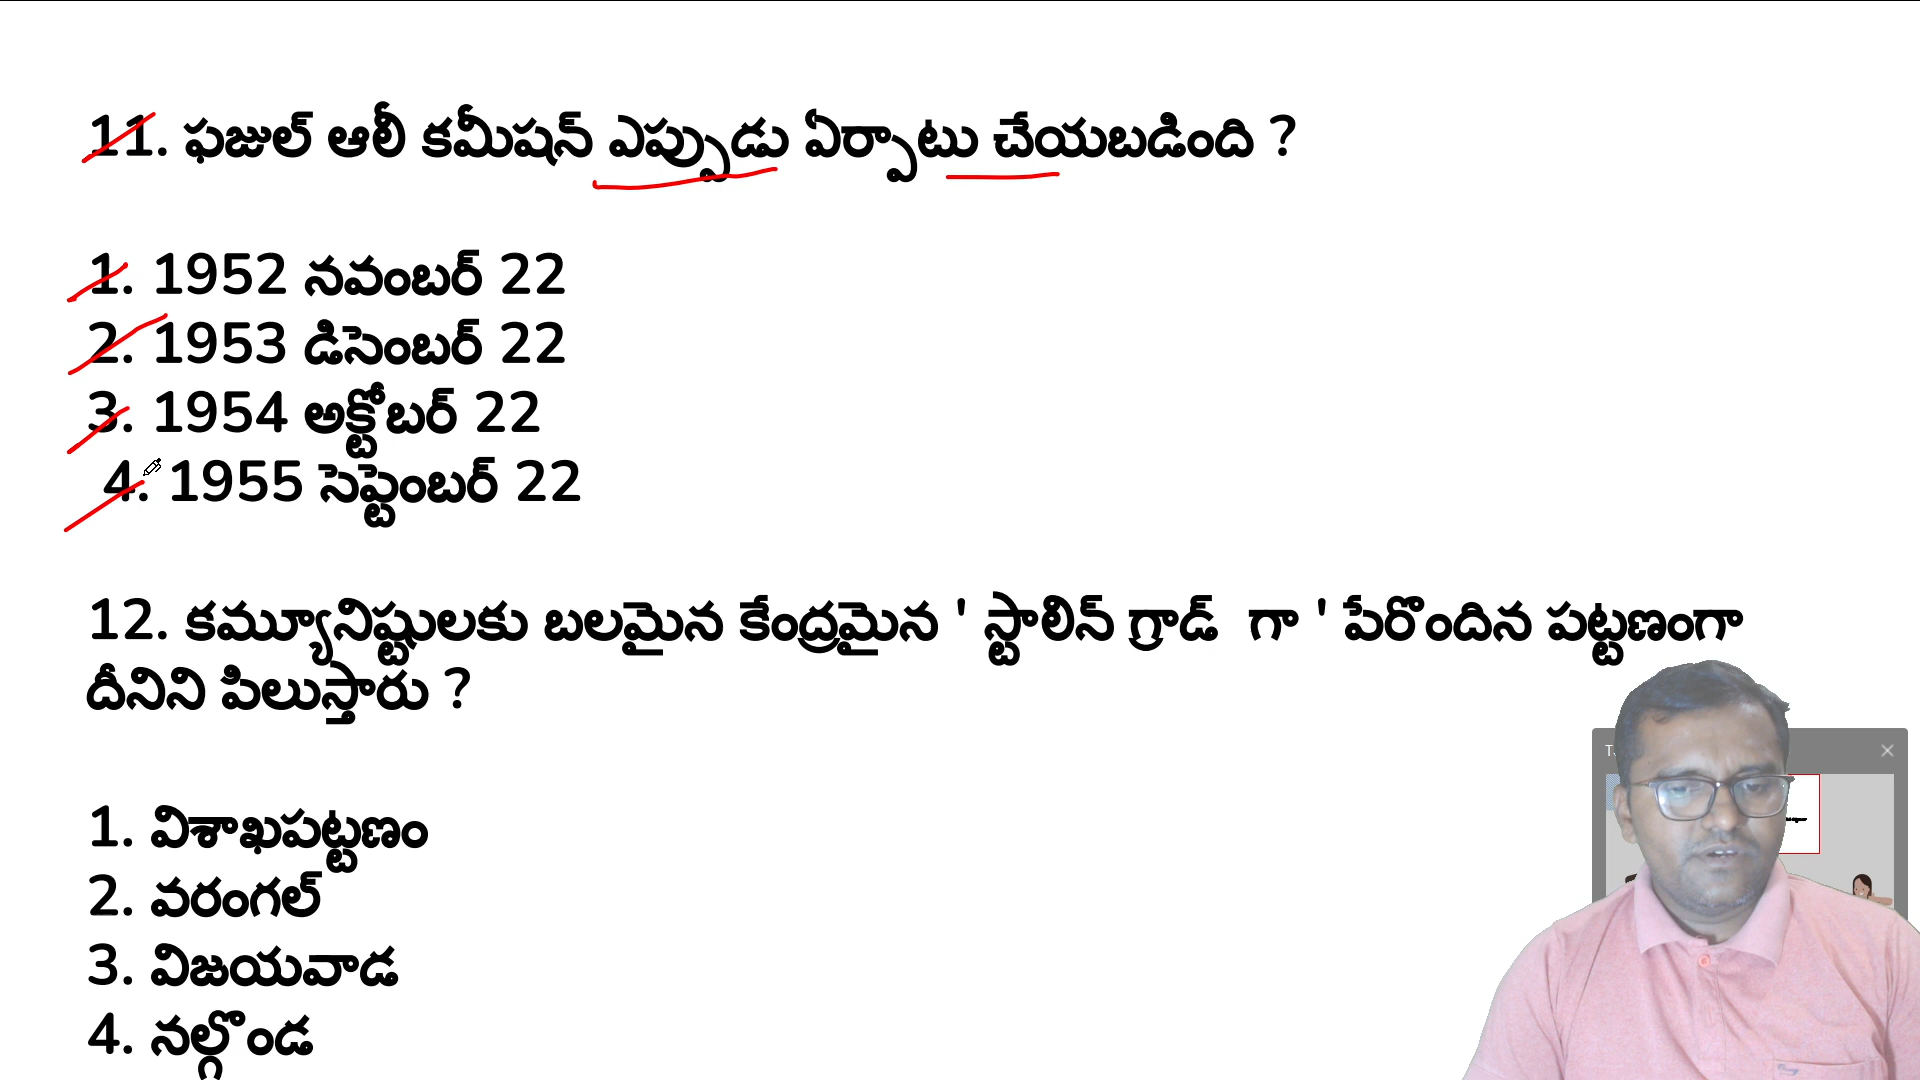 11. ఫజుల్ ఆలీ కమీషన్ ఎప్పుడు ఏర్పాటు చేయబడింది ?
1. 1952 నవంబర్ 22
2. 1953 డిసెంబర్ 22
3. 1954 అక్టోబర్ 22
4. 1955 సెప్టెంబర్ 22
12. కమ్యూనిష్టులకు బలమైన కేంద్రమైన ' స్టాలిన్ గ్రాడ్ గా ' పేరొందిన పట్టణంగా
దీనిని పిలుస్తారు ?
1. విశాఖపట్టణం
2. వరంగల్
3. విజయవాడ
4. నల్గొండ